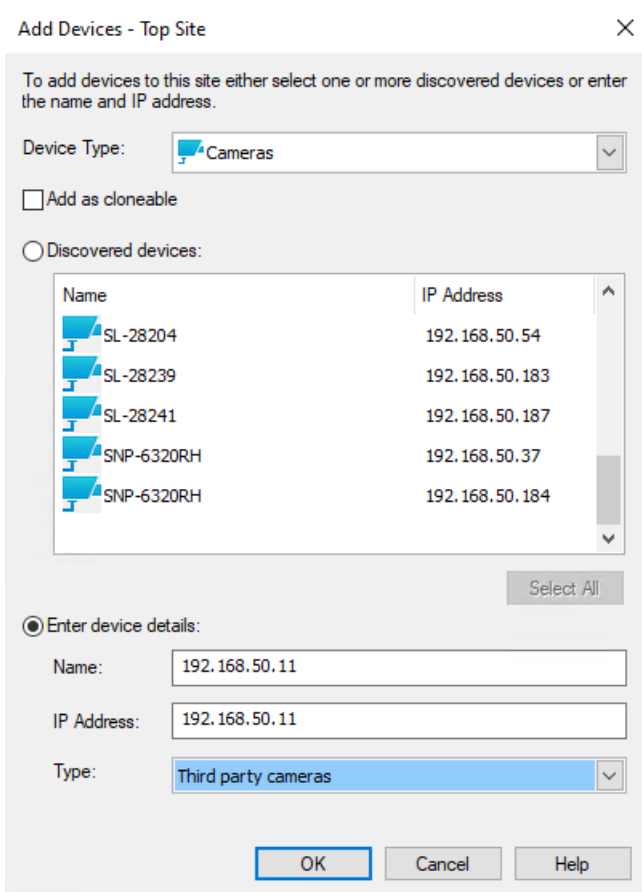 Add Devices - Top Site
To add devices to this site either select one or more discovered devices or enter
the name and IP address.
Device Type: Cameras
Add as cloneable
Discovered devices:
Name IP Address
SL-28204 192.168.50.54
SL-28239 192.168.50.183
SL-28241 192.168.50.187
SNP-6320RH 192.168.50.37
SNP-6320RH 192.168.50.184
Select All
Enter device details:
Name: 192.168.50.11
IP Address: 192.168.50.11
Type: Third party cameras
OK Cancel Help